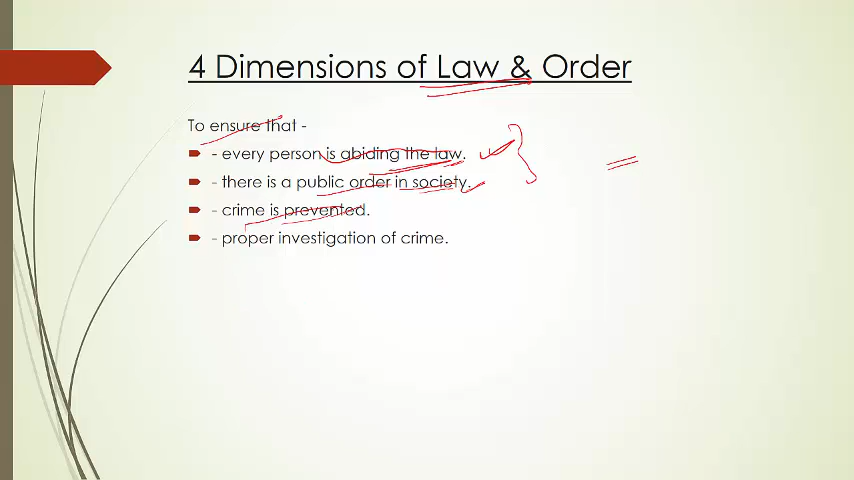 4 Dimensions of Law & Order
To ensure that -
- every person is abiding the law.
- there is a public order in society.
- crime is prevented.
- proper investigation of crime.